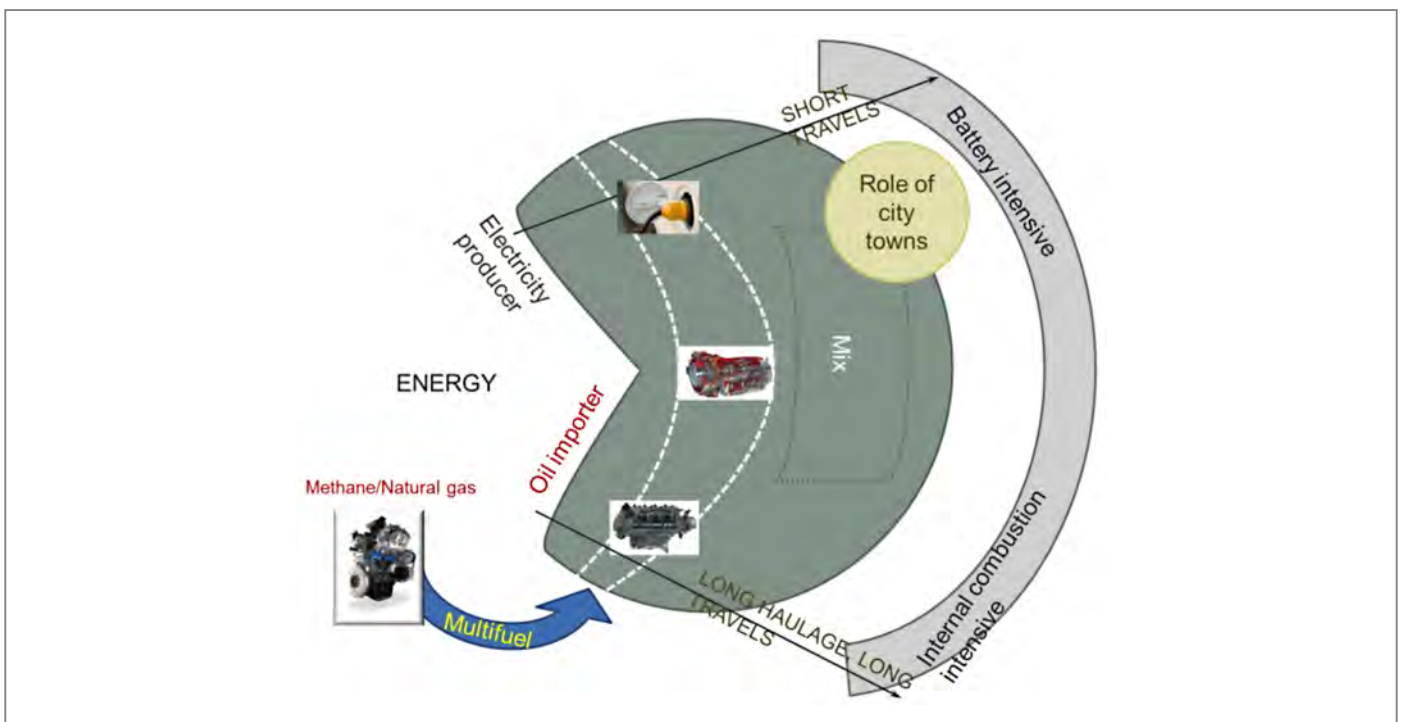 SHORT
TRAVELS
Battery intensive
Role of
city
towns
Electricity
producer
Mix
ENERGY
Oil importer
Methane/Natural gas
Multifuel
LONG HAULAGE, LONG
TRAVELS
Internal combustion
intensive